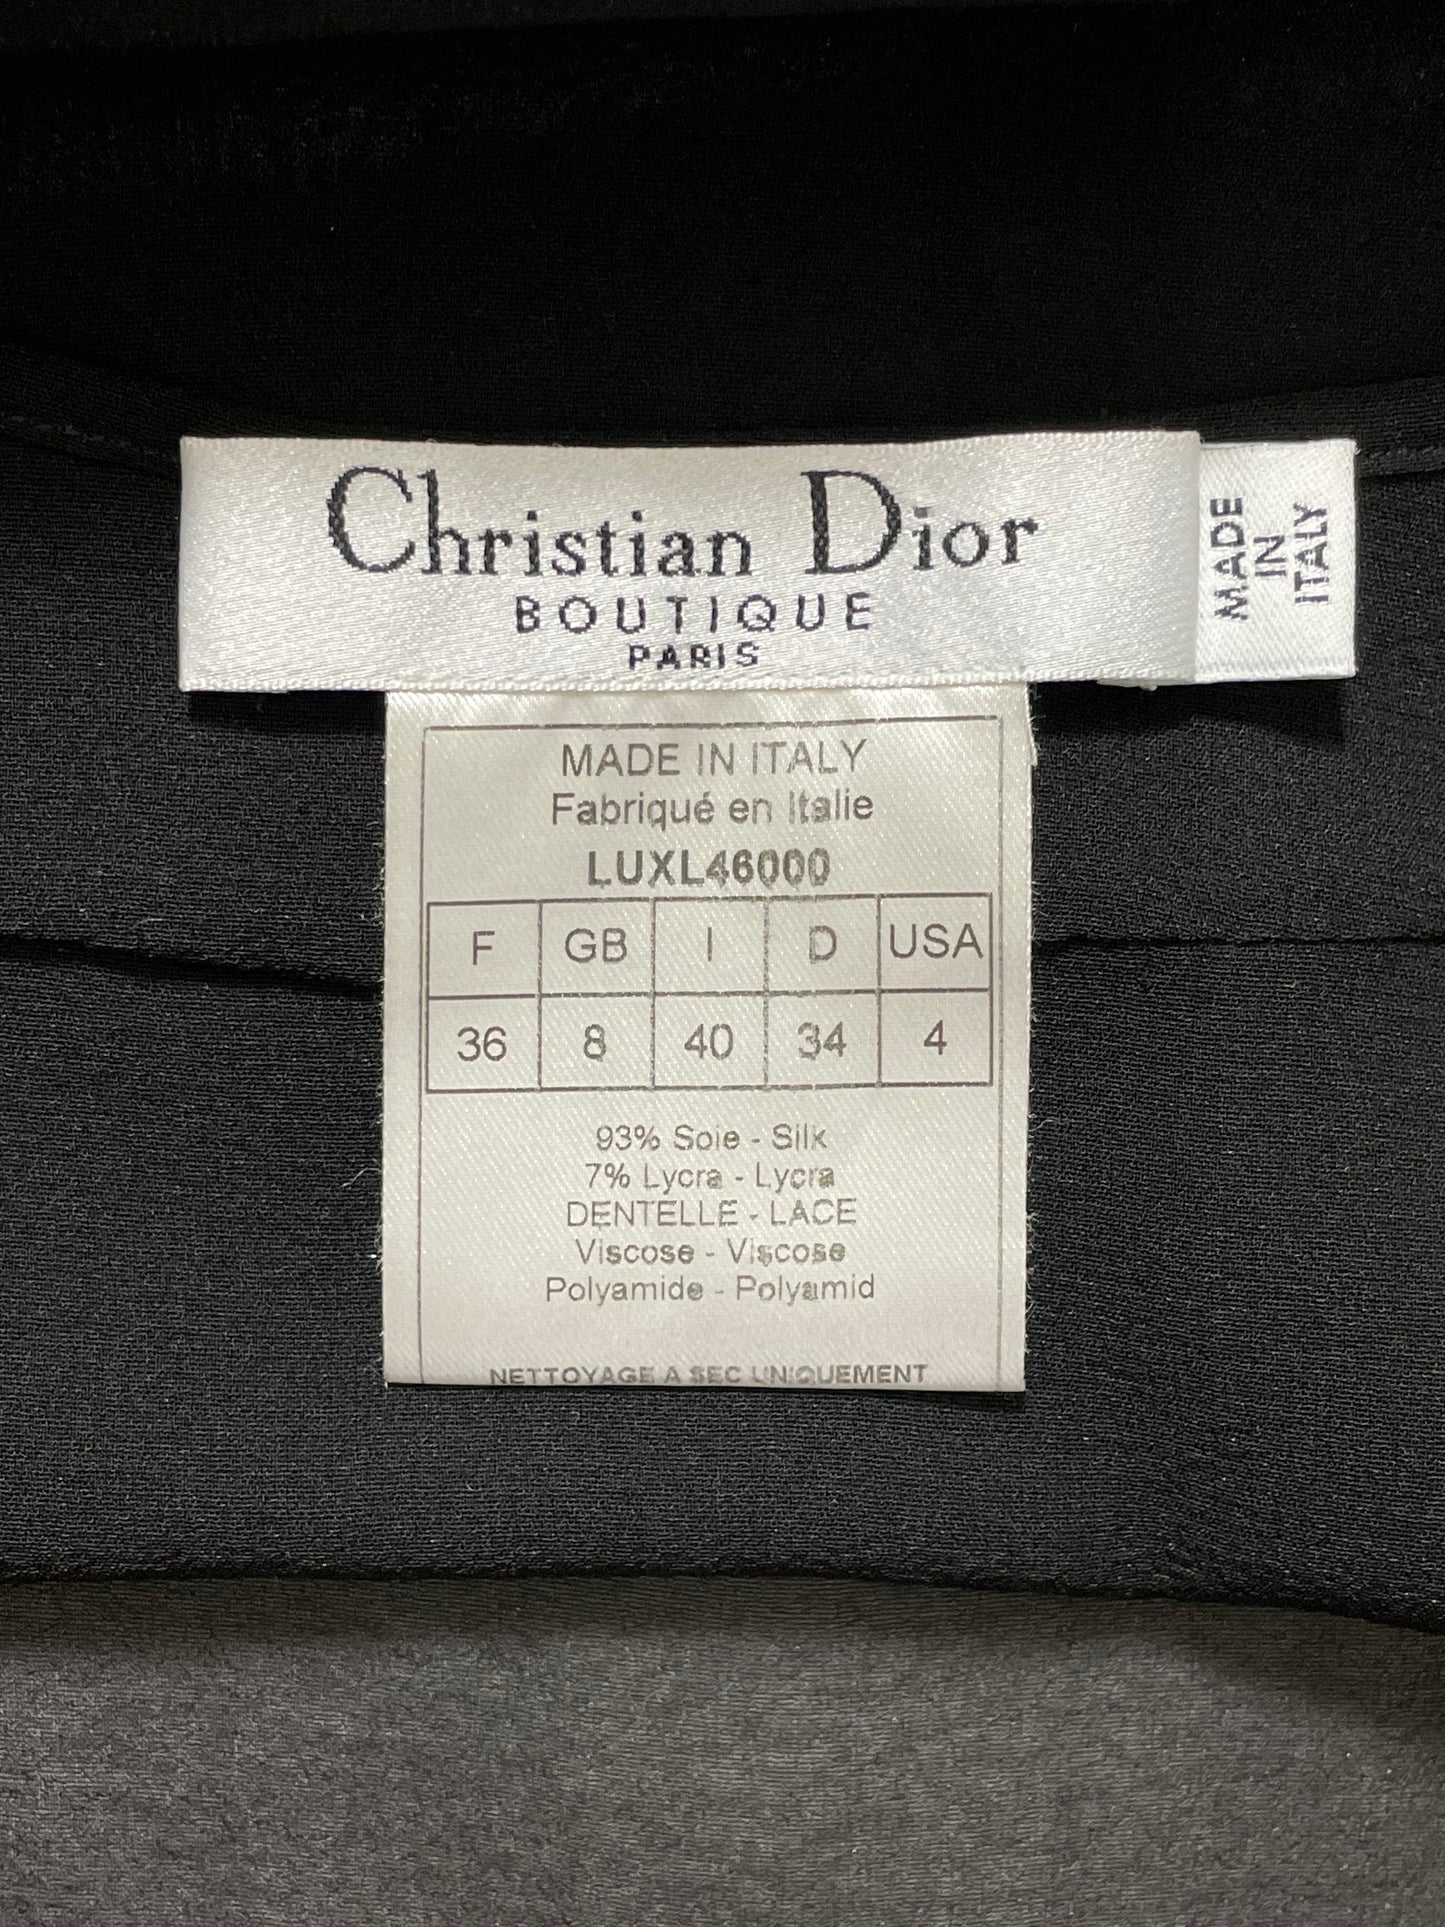 Christian Dior
BOUTIQUE
PARIS
MADE
IN
ITALY
MADE IN ITALY
Fabriqué en Italie
LUXL46000
F GB I D USA
36 8 40 34 4
93% Soie - Silk
7% Lycra - Lycra
DENTELLE - LACE
Viscose - Viscose
Polyamide - Polyamid
NETTOYAGE A SEC UNIQUEMENT